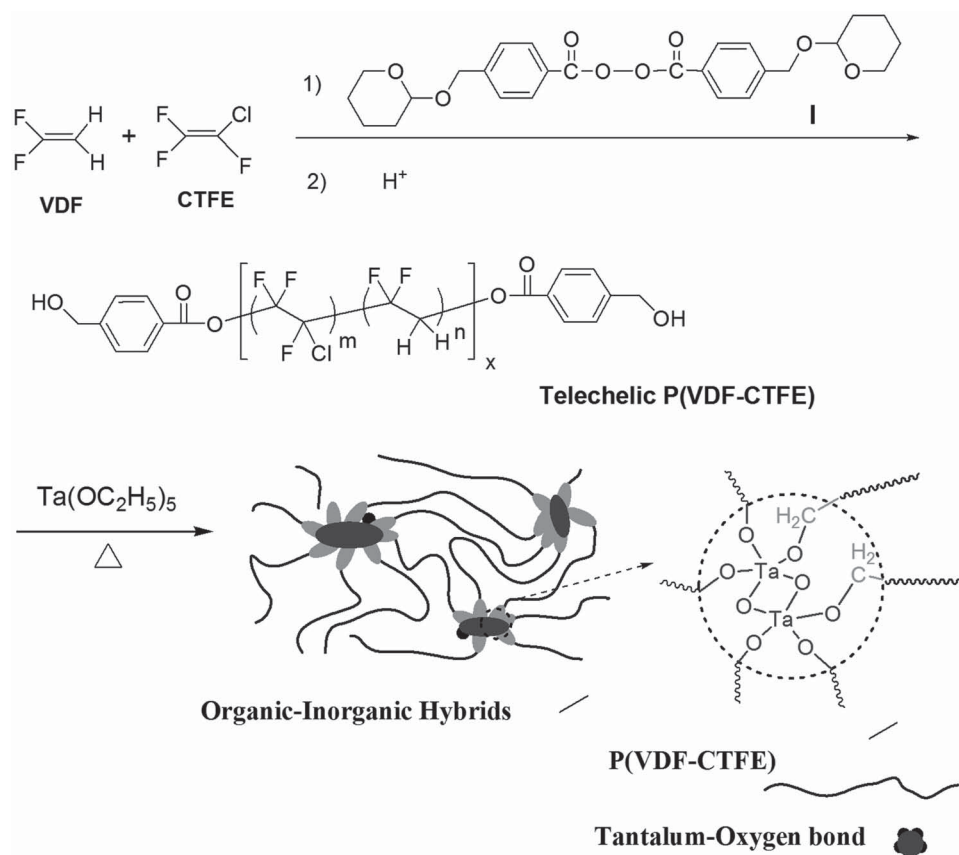 1)
O
O
O
O
O
O
O
O
O
O
I
F
F
H
H
+
F
F
Cl
F
VDF
CTFE
2) H⁺
HO
O
O
F
F
F
Cl
m
F
F
H
H
n
x
O
O
OH
Telechelic P(VDF-CTFE)
Ta(OC₂H₅)₅
△
H₂C
O
O
H₂
C
O
Ta
O
O
Ta
O
O
O
O
Organic-Inorganic Hybrids
P(VDF-CTFE)
Tantalum-Oxygen bond